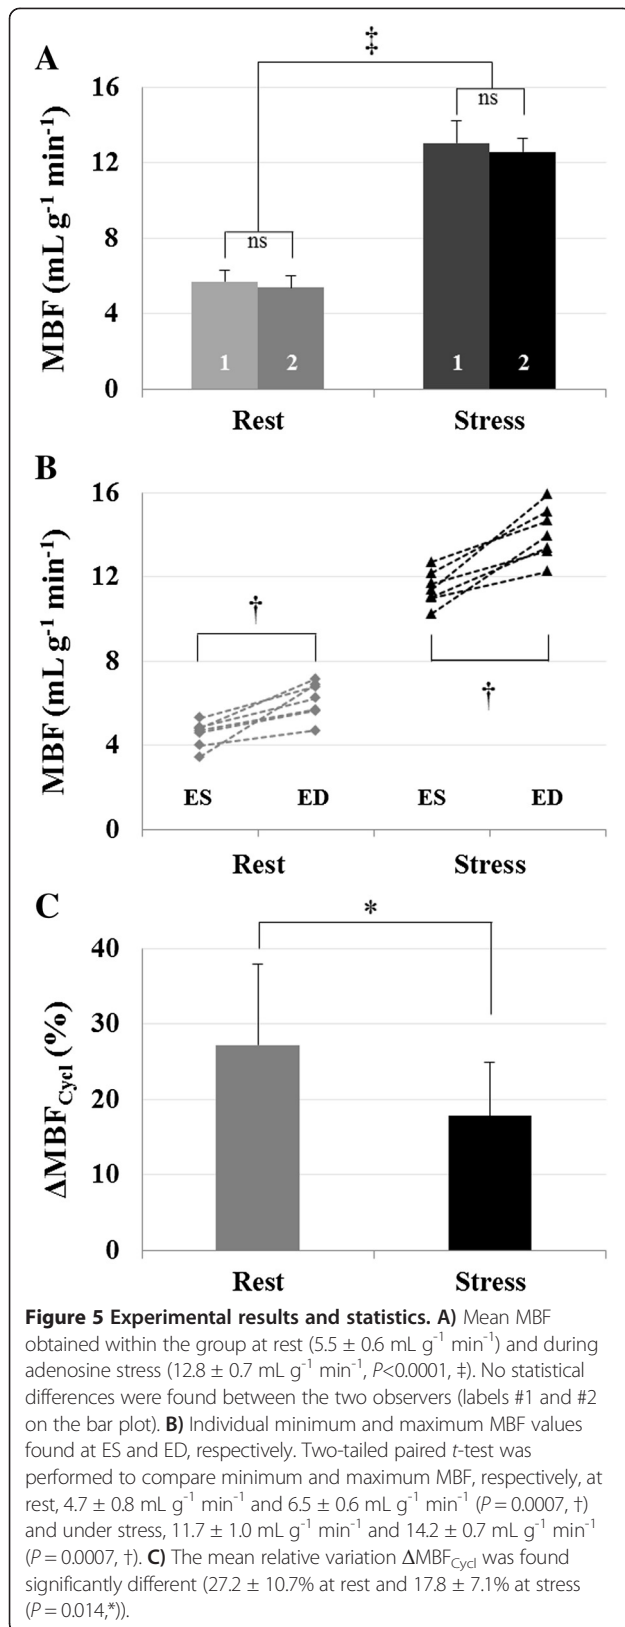 A
‡
MBF (mL g⁻¹ min⁻¹)
16
12
8
4
0
ns
ns
1
2
1
2
Rest
Stress
B
MBF (mL g⁻¹ min⁻¹)
16
12
8
4
0
†
†
ES
ED
ES
ED
Rest
Stress
C
*
ΔMBF_Cycl (%)
40
30
20
10
0
Rest
Stress
Figure 5 Experimental results and statistics. A) Mean MBF
obtained within the group at rest (5.5 ± 0.6 mL g⁻¹ min⁻¹) and during
adenosine stress (12.8 ± 0.7 mL g⁻¹ min⁻¹, P<0.0001, ‡). No statistical
differences were found between the two observers (labels #1 and #2
on the bar plot). B) Individual minimum and maximum MBF values
found at ES and ED, respectively. Two-tailed paired t-test was
performed to compare minimum and maximum MBF, respectively, at
rest, 4.7 ± 0.8 mL g⁻¹ min⁻¹ and 6.5 ± 0.6 mL g⁻¹ min⁻¹ (P = 0.0007, †)
and under stress, 11.7 ± 1.0 mL g⁻¹ min⁻¹ and 14.2 ± 0.7 mL g⁻¹ min⁻¹
(P = 0.0007, †). C) The mean relative variation ΔMBF_Cycl was found
significantly different (27.2 ± 10.7% at rest and 17.8 ± 7.1% at stress
(P = 0.014,*)).